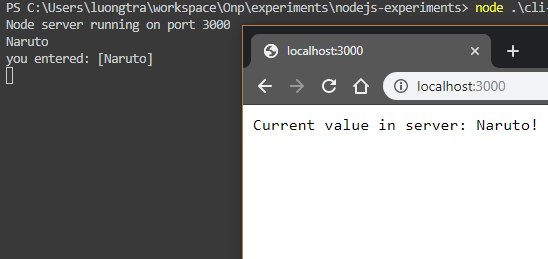 PS C:\Users\luongtra\workspace\Onp\experiments\nodejs-experiments> node .\cli-
Node server running on port 3000
Naruto
you entered: [Naruto]
localhost:3000
localhost:3000
Current value in server: Naruto!